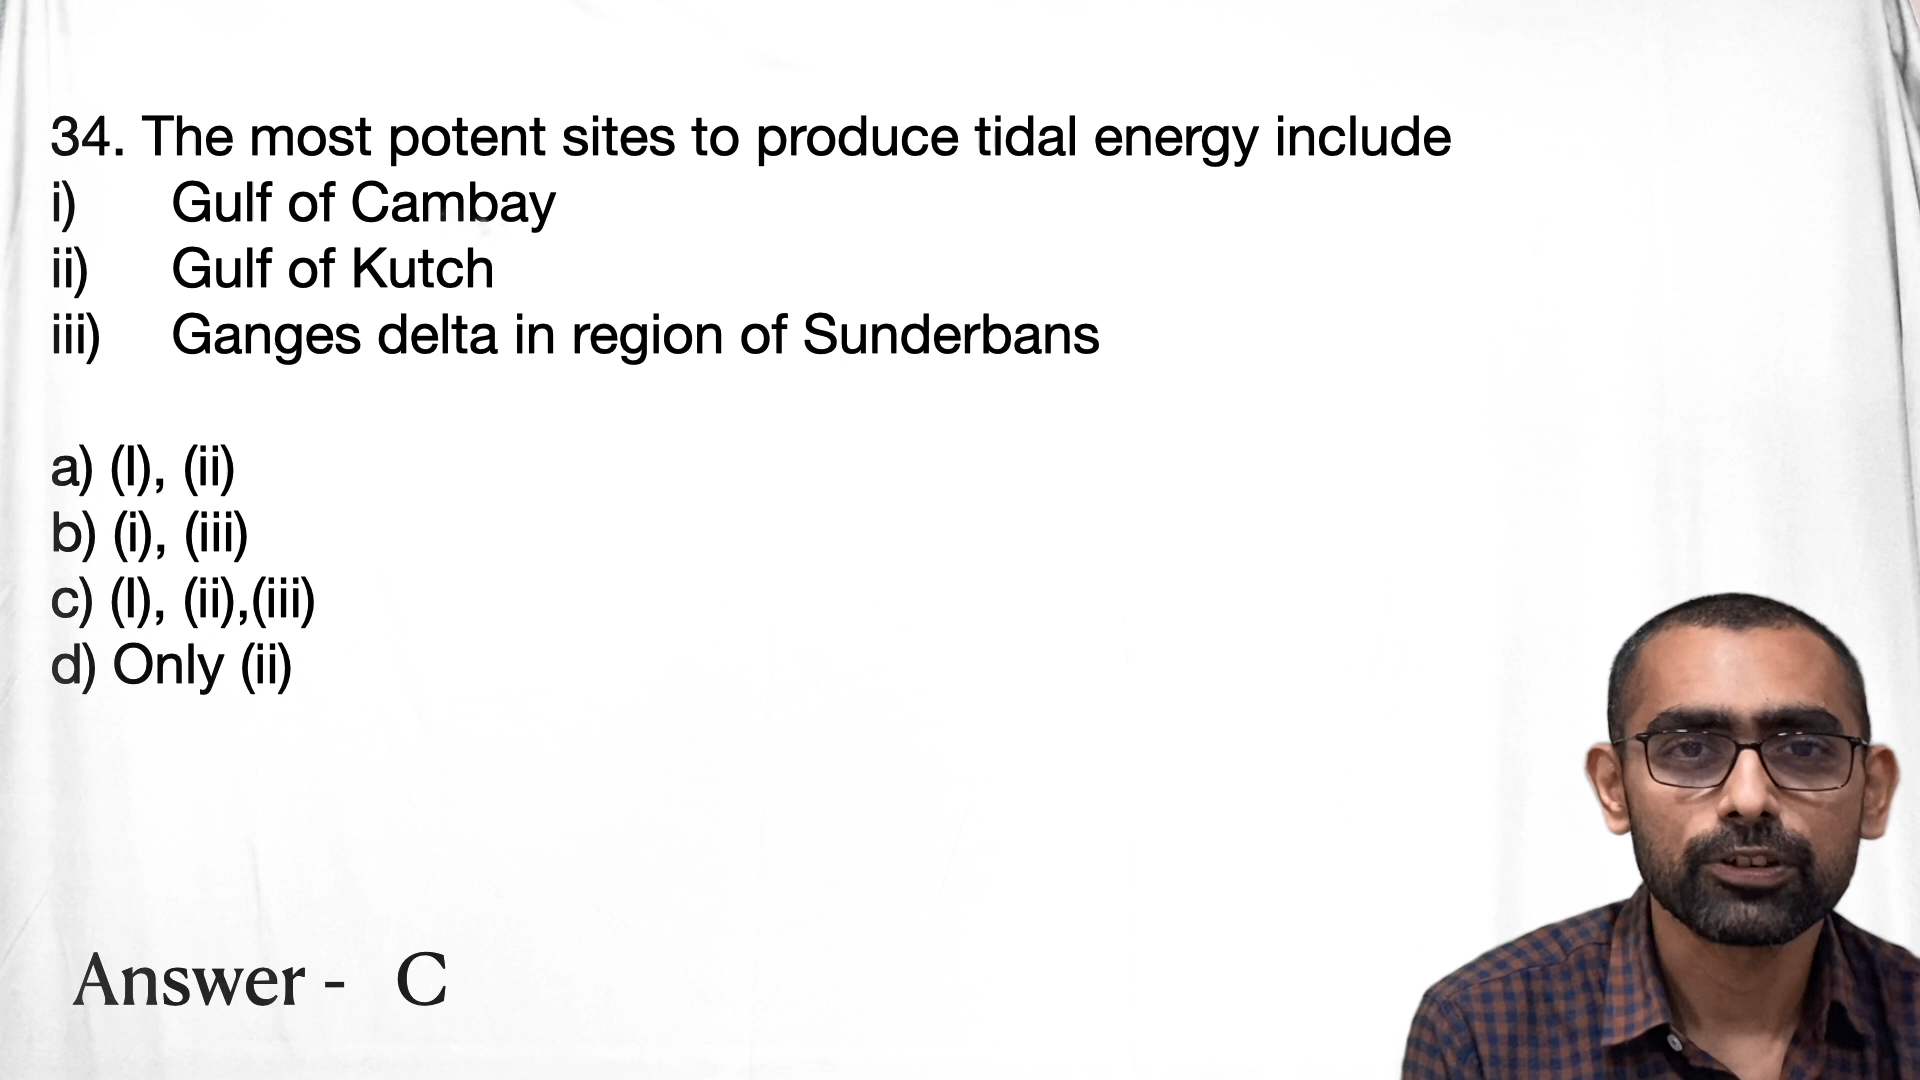 34. The most potent sites to produce tidal energy include
i) Gulf of Cambay
ii) Gulf of Kutch
iii) Ganges delta in region of Sunderbans
a) (I), (ii)
b) (i), (iii)
c) (I), (ii),(iii)
d) Only (ii)
Answer - C